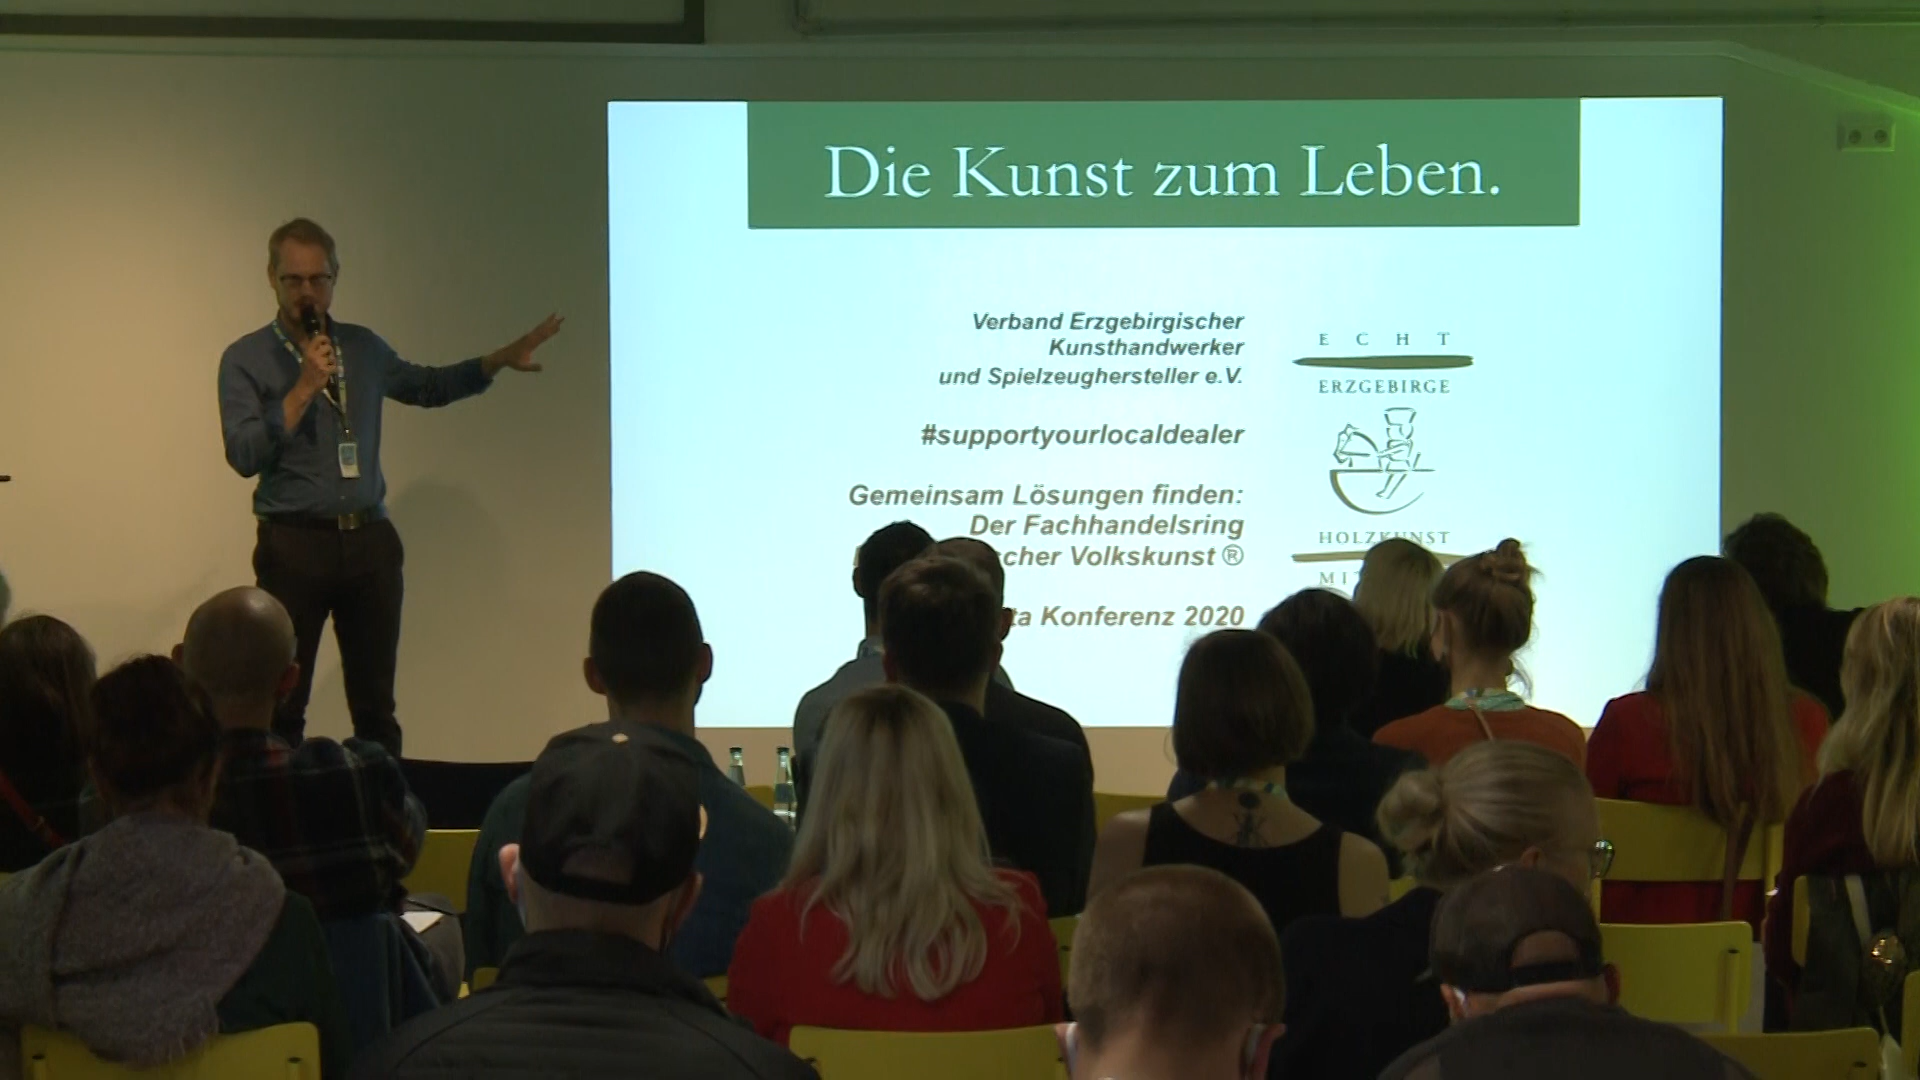 Die Kunst zum Leben.
Verband Erzgebirgischer
Kunsthandwerker
und Spielzeughersteller e.V.
#supportyourlocaldealer
Gemeinsam Lösungen finden:
Der Fachhandelsring
Volkskunst ®
Konferenz 2020
ECHT
ERZGEBIRGE
HOLZKUNST